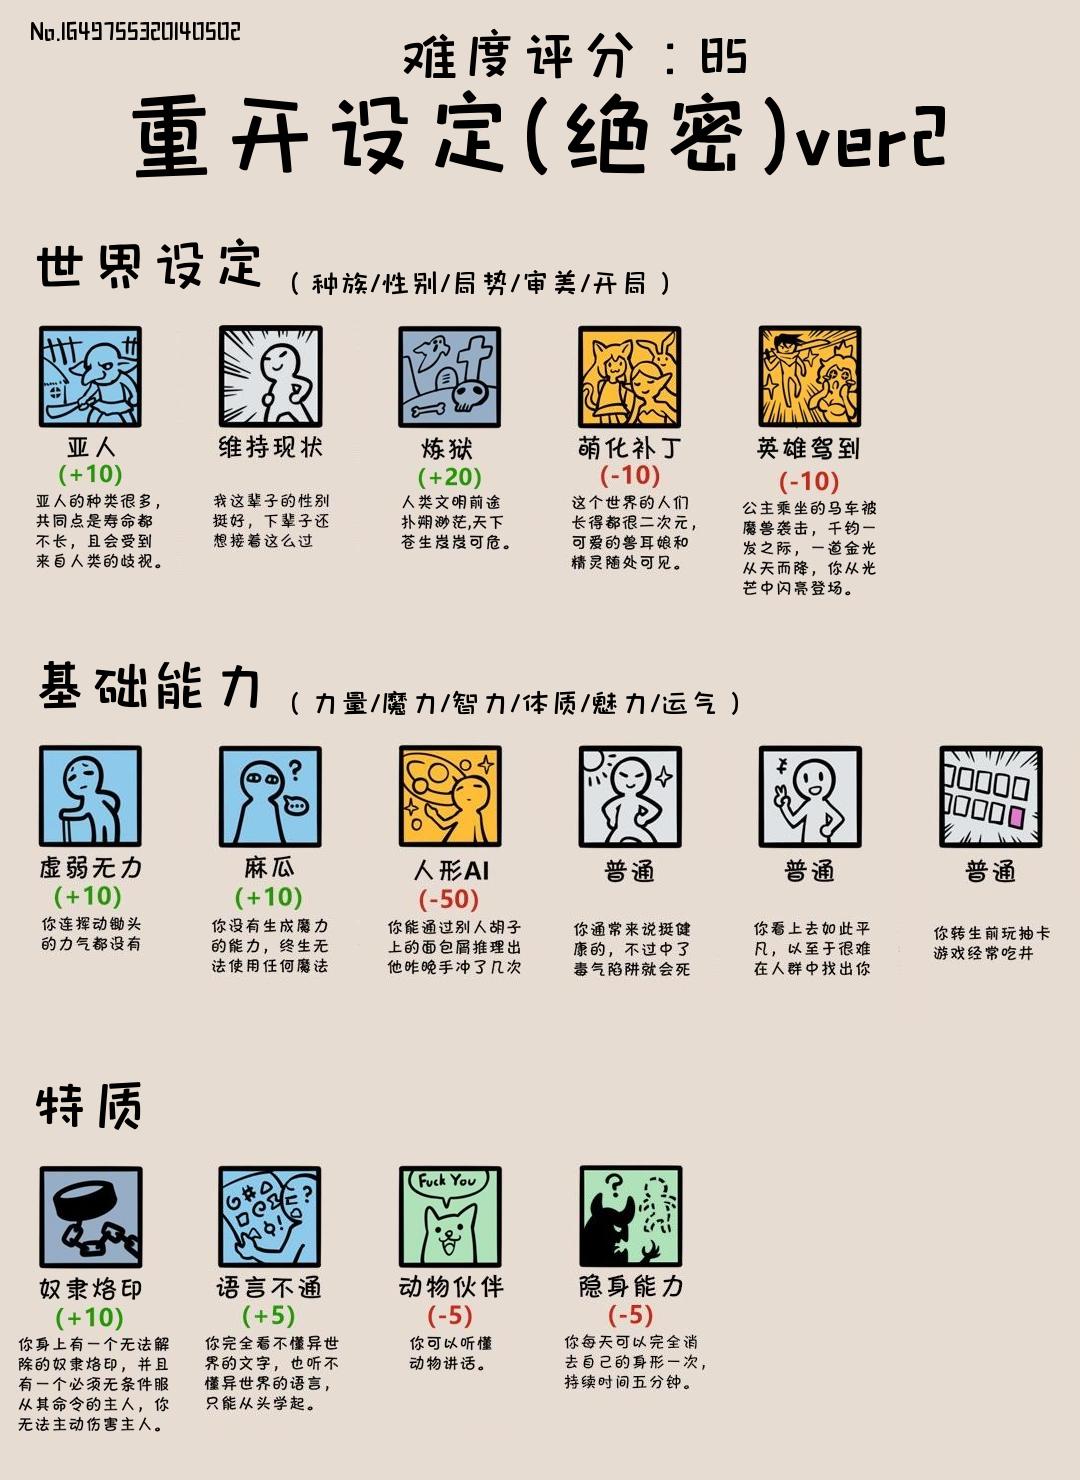 No.1649755320140502
难度评分：85
重开设定(绝密)ver2
世界设定（种族/性别/局势/审美/开局）
亚人
(+10)
亚人的种类很多，
共同点是寿命都
不长，且会受到
来自人类的歧视。
维持现状
我这辈子的性别
挺好，下辈子还
想接着这么过
炼狱
(+20)
人类文明前途
扑朔渺茫,天下
苍生岌岌可危。
萌化补丁
(-10)
这个世界的人们
长得都很二次元，
可爱的兽耳娘和
精灵随处可见。
英雄驾到
(-10)
公主乘坐的马车被
魔兽袭击，千钧一
发之际，一道金光
从天而降，你从光
芒中闪亮登场。
基础能力（力量/魔力/智力/体质/魅力/运气）
虚弱无力
(+10)
你连挥动锄头
的力气都没有
?
麻瓜
(+10)
你没有生成魔力
的能力，终生无
法使用任何魔法
人形AI
(-50)
你能通过别人胡子
上的面包屑推理出
他昨晚手冲了几次
普通
你通常来说挺健
康的，不过中了
毒气陷阱就会死
普通
你看上去如此平
凡，以至于很难
在人群中找出你
普通
你转生前玩抽卡
游戏经常吃井
特质
奴隶烙印
(+10)
你身上有一个无法解
除的奴隶烙印，并且
有一个必须无条件服
从其命令的主人，你
无法主动伤害主人。
语言不通
(+5)
你完全看不懂异世
界的文字，也听不
懂异世界的语言，
只能从头学起。
Fuck You
动物伙伴
(-5)
你可以听懂
动物讲话。
?
隐身能力
(-5)
你每天可以完全消
去自己的身形一次，
持续时间五分钟。